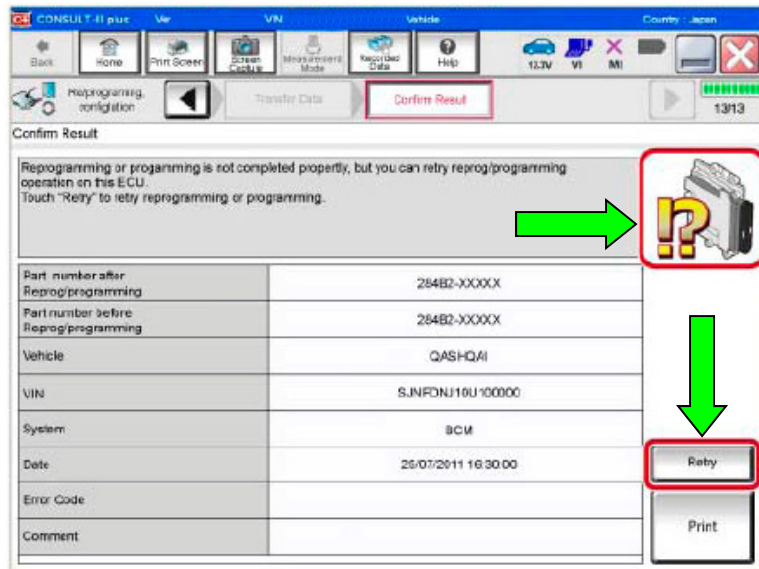 CONSULT-III plus Ver VIN Vehicle Country : Japan
Back
Home
Print Screen
Screen
Capture
Measurement
Mode
Recorded
Data
Help
12.3V
VI
MI
Reprograming,
configlation
Transfer Data
Confirm Result
13/13
Confirm Result
Reprogramming or progamming is not completed propertly, but you can retry reprog/programming
operation on this ECU.
Touch "Retry" to retry reprogramming or programming.
!?
Part number after
Reprog/programming
284B2-XXXXX
Part number before
Reprog/programming
284B2-XXXXX
Vehicle
QASHQAI
VIN
SJNFDNJ10U100000
System
BCM
Date
26/07/2011 16:30:00
Error Code
Comment
Retry
Print